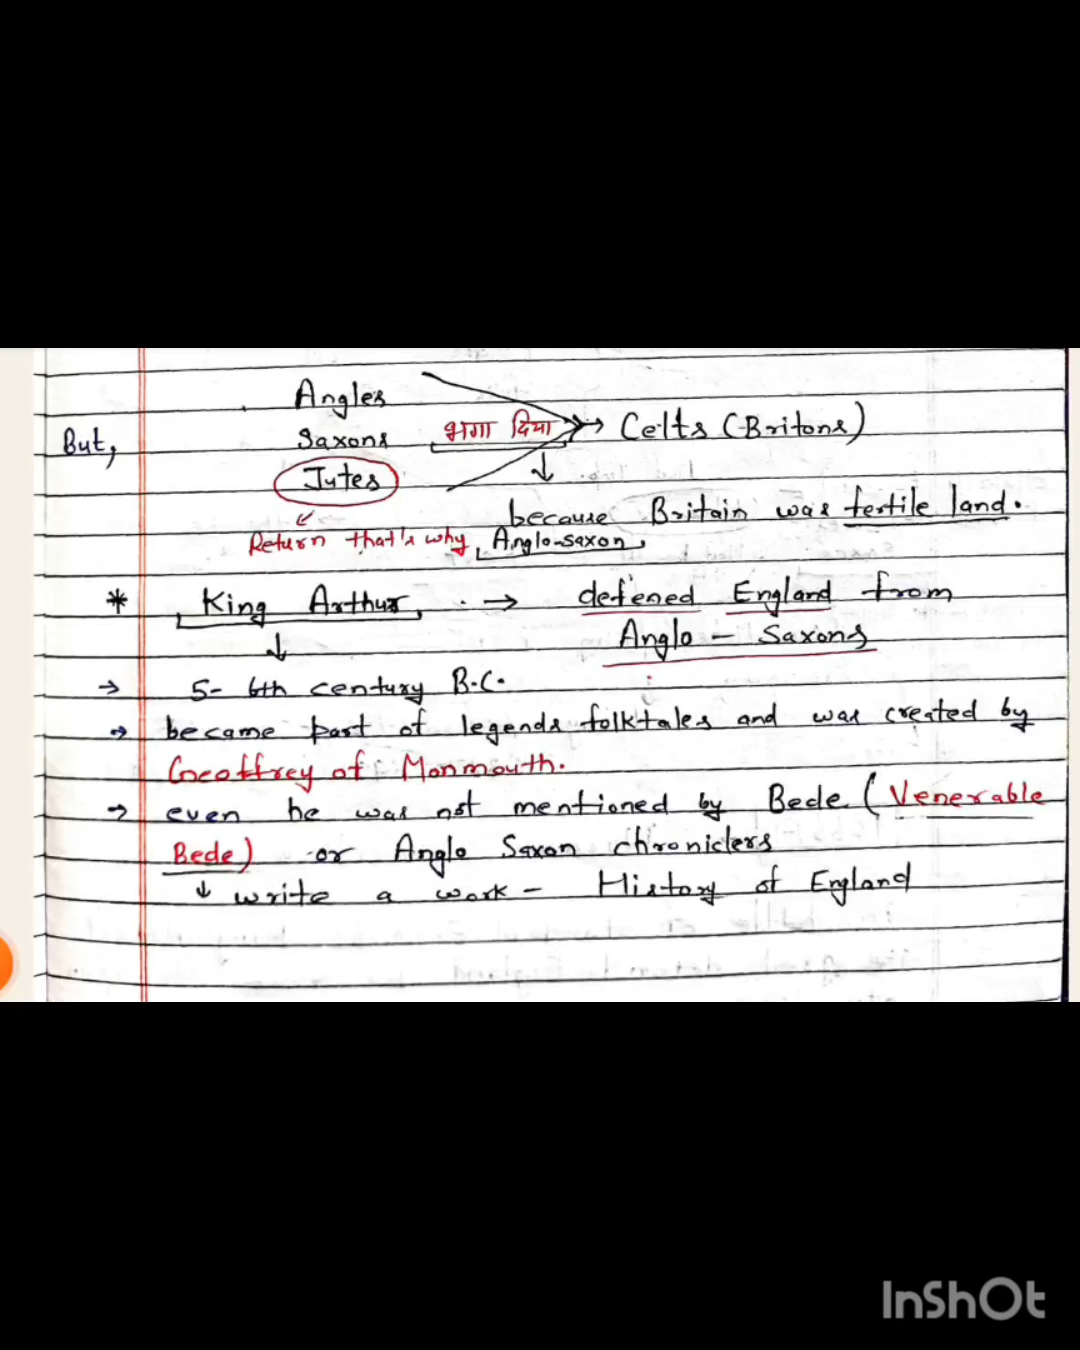 Angles
But,
Saxons भगा दिया → Celts (Britons)
Jutes
↓
because Britain was fertile land.
Return that's why Anglo-saxon.
* King Arthur → defened England from
Anglo - Saxons
↓
→ 5- 6th century B.C.
→ became part of legends folktales and was created by
Geoffrey of Monmouth.
→ even he was not mentioned by Bede (Venerable
Bede) or Anglo Saxon chroniclers
↓ write a work - History of England
InShOt